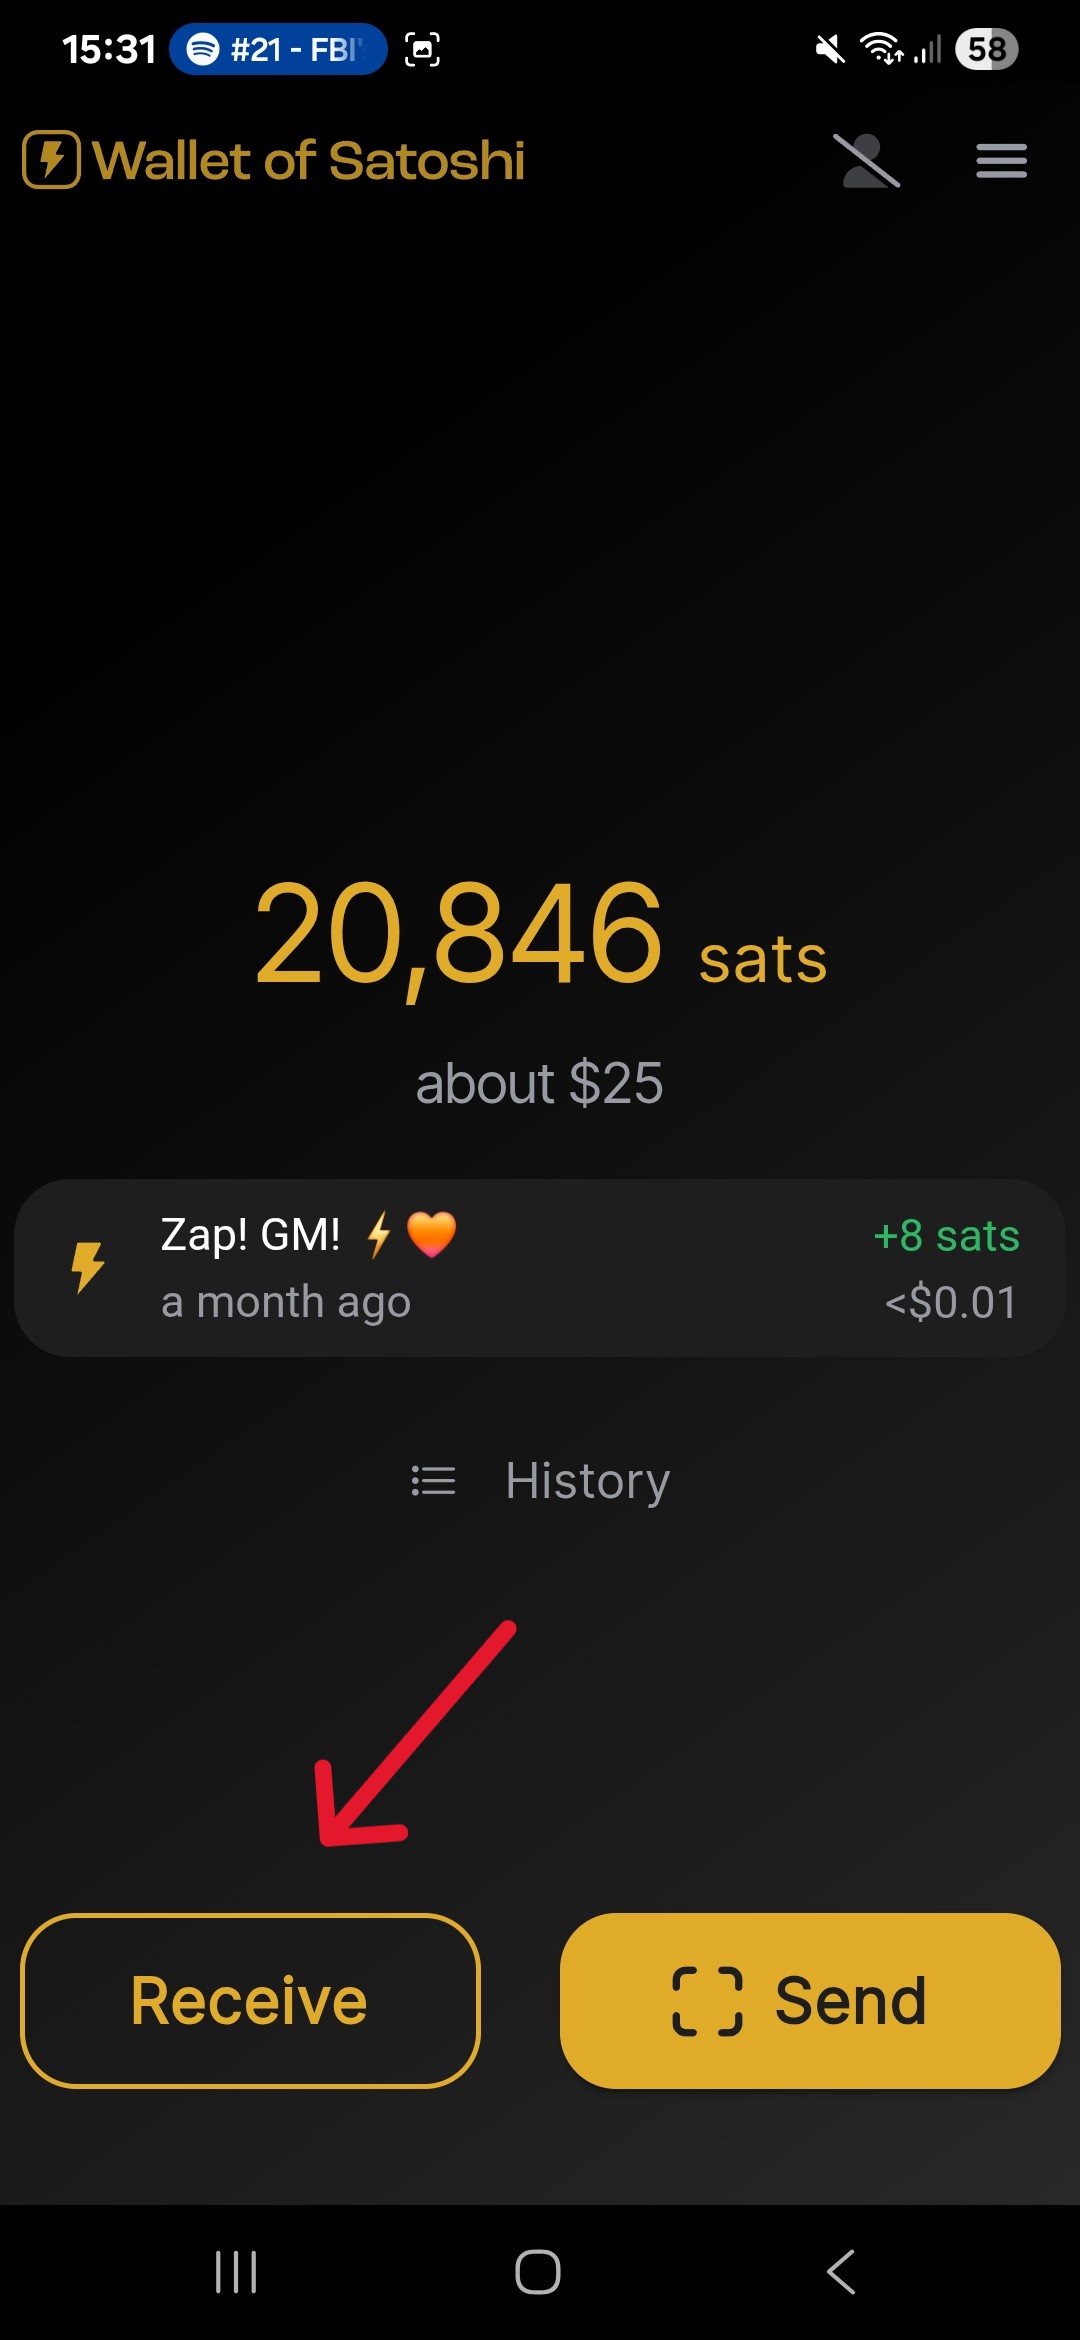 15:31 #21 - FBI' 58
Wallet of Satoshi
20,846 sats
about $25
Zap! GM! ⚡🧡 +8 sats
a month ago <$0.01
History
Receive Send